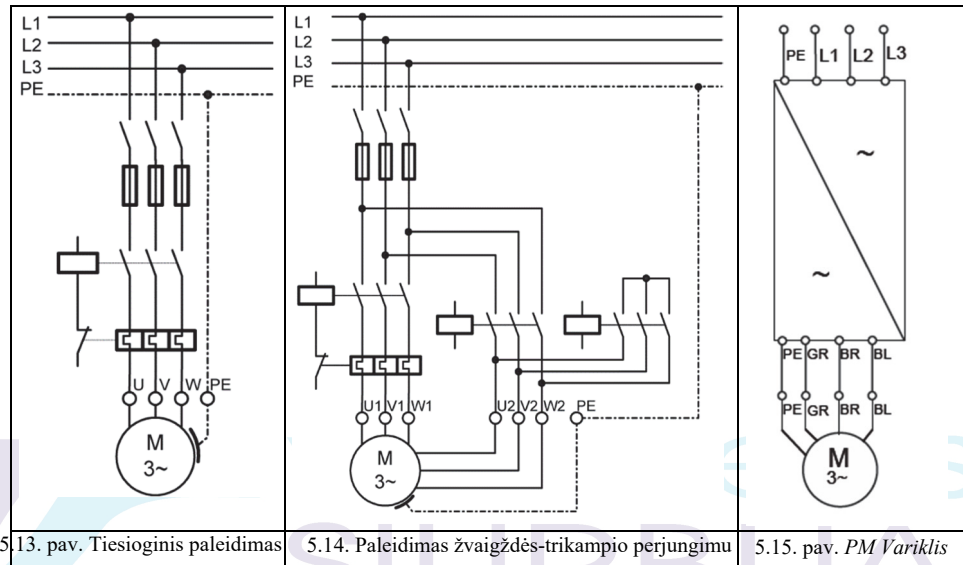 L1
L2
L3
PE
U V W PE
M
3~
L1
L2
L3
PE
U1 V1 W1 U2 V2 W2 PE
M
3~
PE L1 L2 L3
~
~
PE GR BR BL
PE GR BR BL
M
3~
5.13. pav. Tiesioginis paleidimas
5.14. Paleidimas žvaigždės-trikampio perjungimu
5.15. pav. PM Variklis